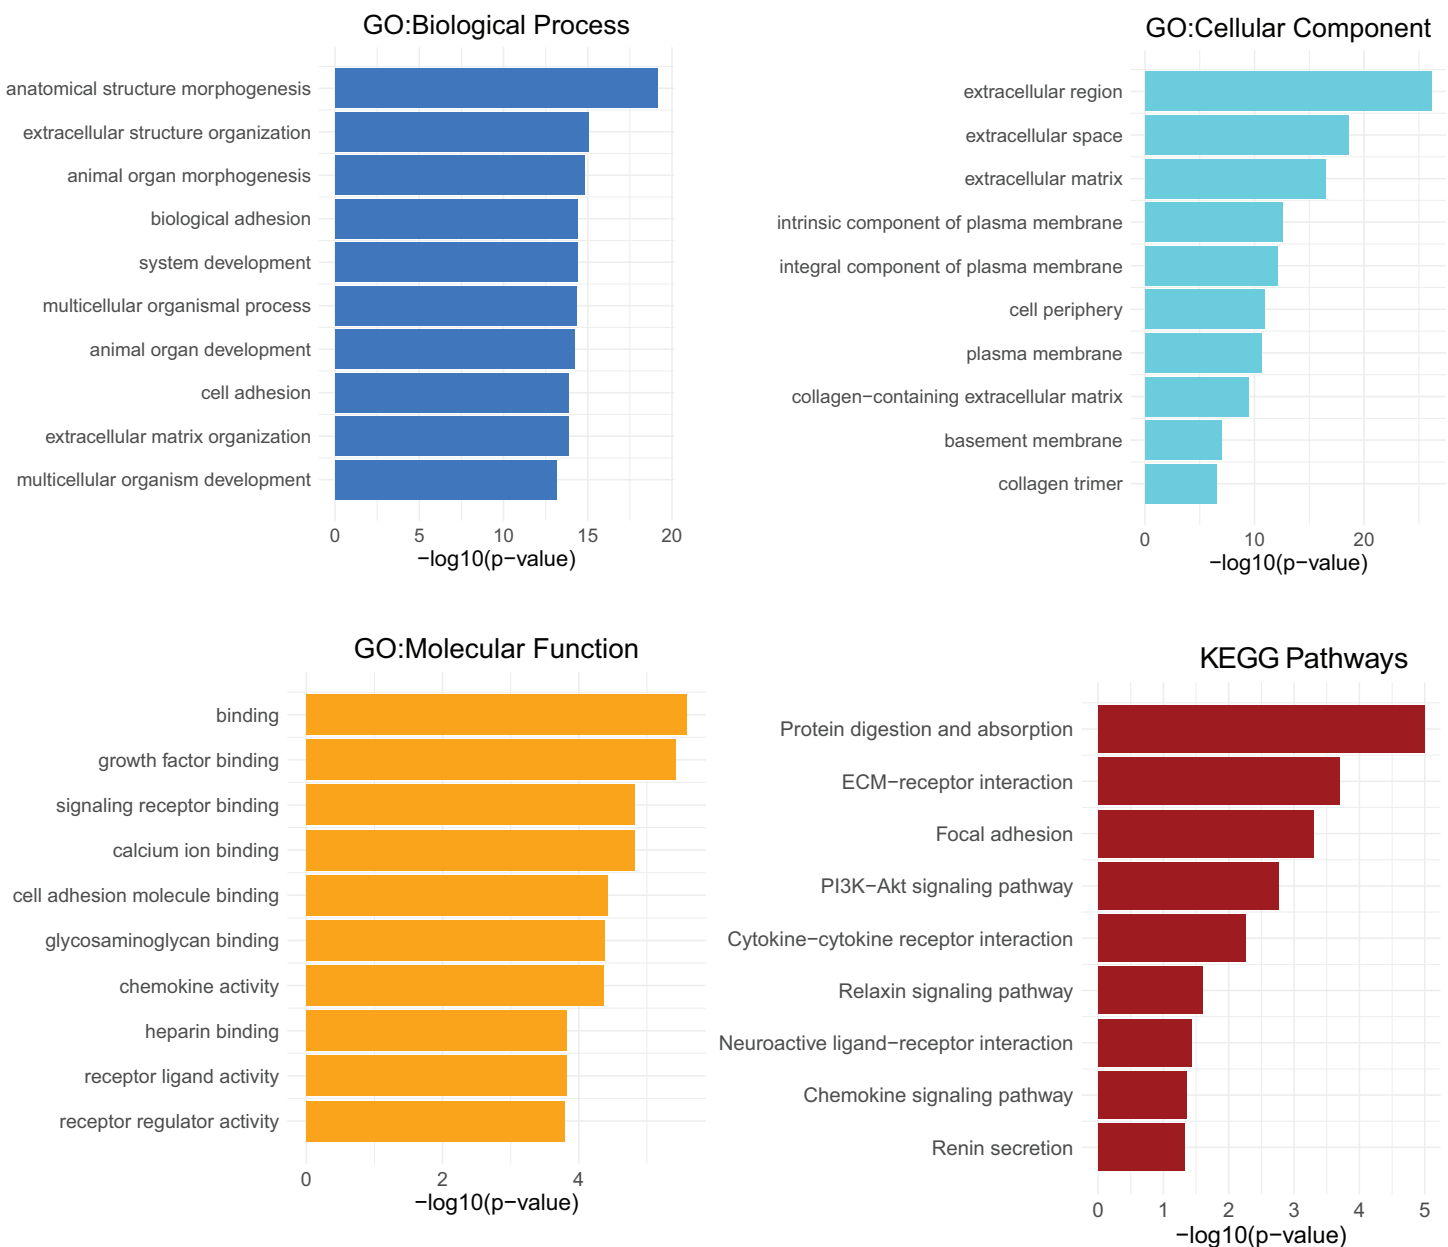 GO:Biological Process
anatomical structure morphogenesis
extracellular structure organization
animal organ morphogenesis
biological adhesion
system development
multicellular organismal process
animal organ development
cell adhesion
extracellular matrix organization
multicellular organism development
0 5 10 15 20
−log10(p−value)
GO:Cellular Component
extracellular region
extracellular space
extracellular matrix
intrinsic component of plasma membrane
integral component of plasma membrane
cell periphery
plasma membrane
collagen−containing extracellular matrix
basement membrane
collagen trimer
0 10 20
−log10(p−value)
GO:Molecular Function
binding
growth factor binding
signaling receptor binding
calcium ion binding
cell adhesion molecule binding
glycosaminoglycan binding
chemokine activity
heparin binding
receptor ligand activity
receptor regulator activity
0 2 4
−log10(p−value)
KEGG Pathways
Protein digestion and absorption
ECM−receptor interaction
Focal adhesion
PI3K−Akt signaling pathway
Cytokine−cytokine receptor interaction
Relaxin signaling pathway
Neuroactive ligand−receptor interaction
Chemokine signaling pathway
Renin secretion
0 1 2 3 4 5
−log10(p−value)